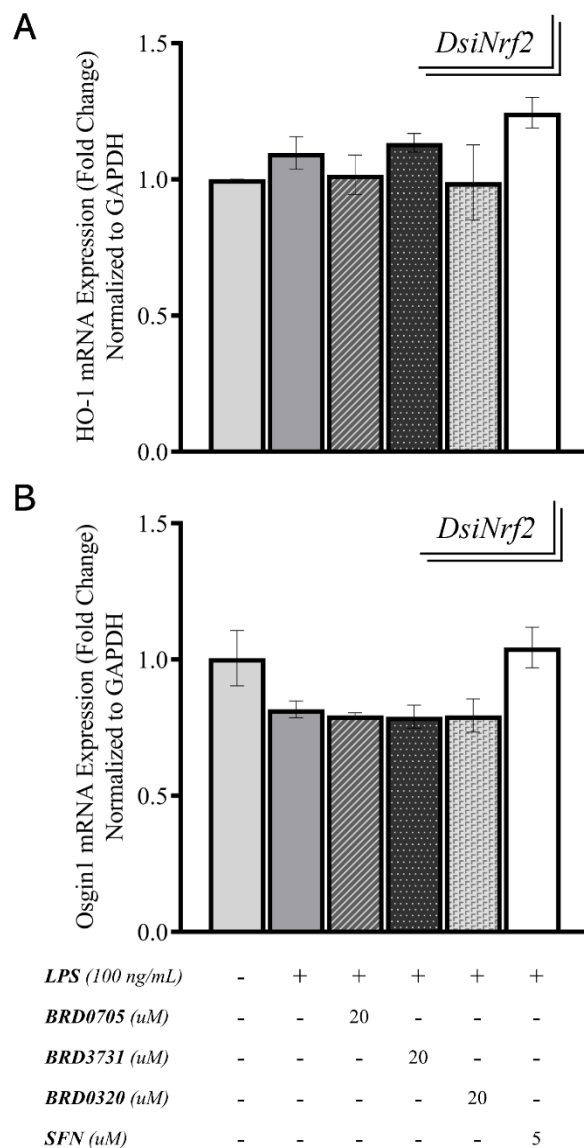 A
DsiNrf2
HO-1 mRNA Expression (Fold Change)
Normalized to GAPDH
1.5
1.0
0.5
0.0
B
DsiNrf2
Osgin1 mRNA Expression (Fold Change)
Normalized to GAPDH
1.5
1.0
0.5
0.0
LPS (100 ng/mL) - + + + + +
BRD0705 (uM) - - 20 - - -
BRD3731 (uM) - - - 20 - -
BRD0320 (uM) - - - - 20 -
SFN (uM) - - - - - 5